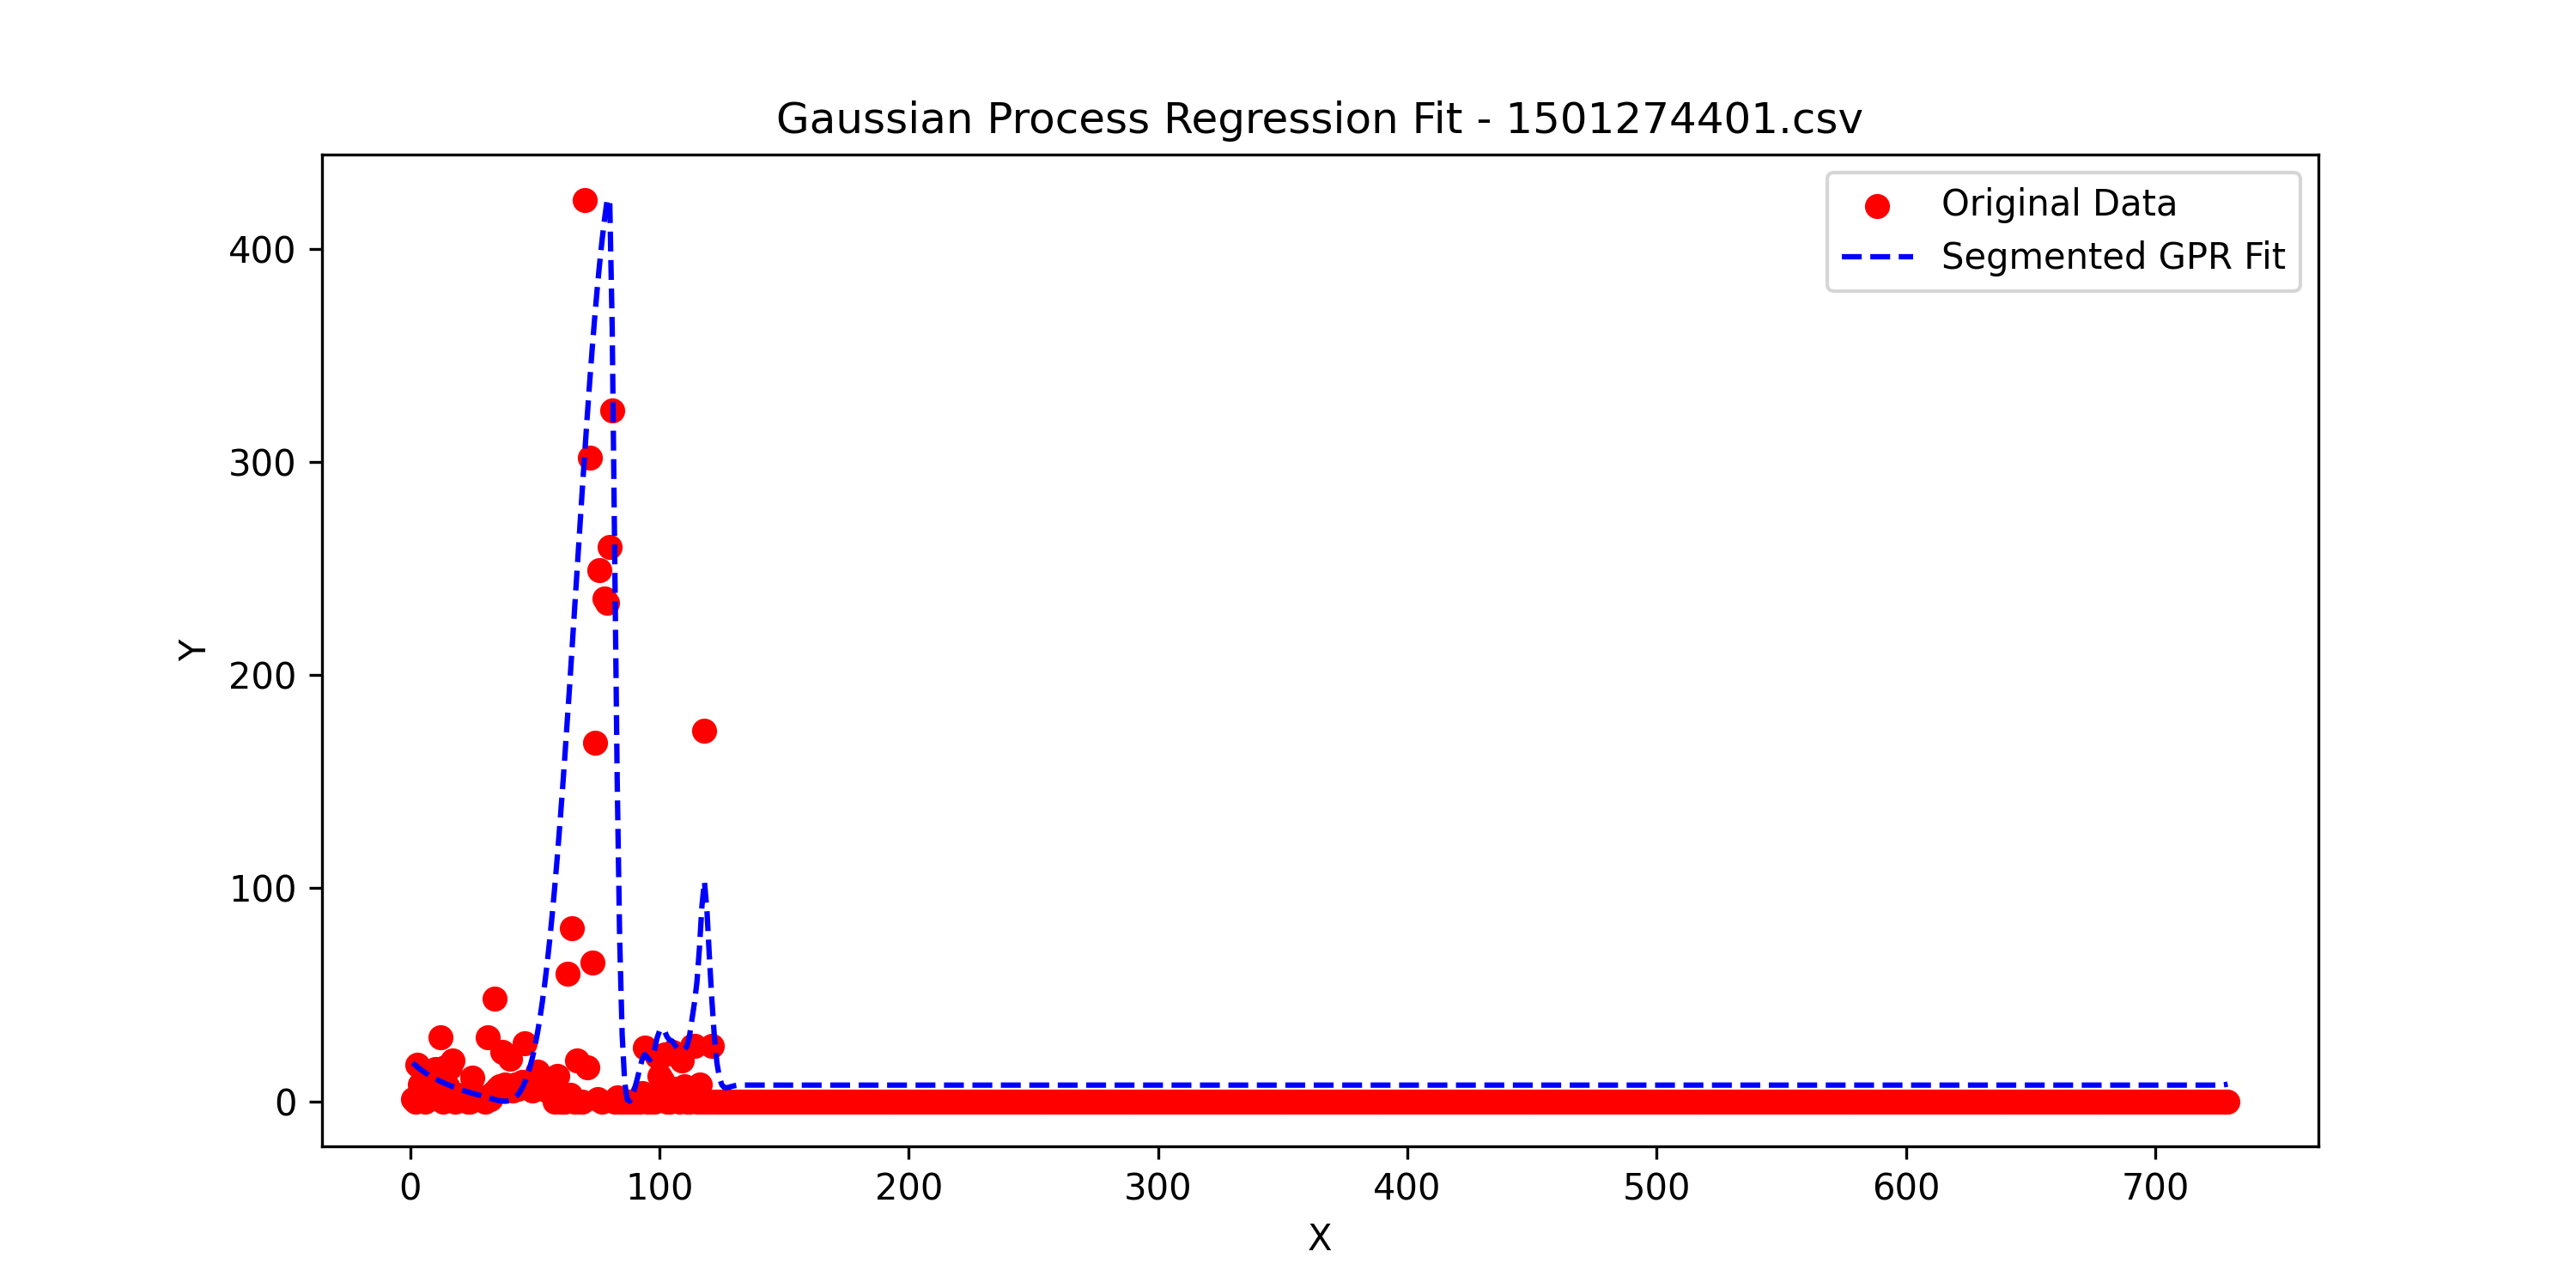 Gaussian Process Regression Fit - 1501274401.csv
Original Data
Segmented GPR Fit
400
300
200
100
0
Y
0 100 200 300 400 500 600 700
X